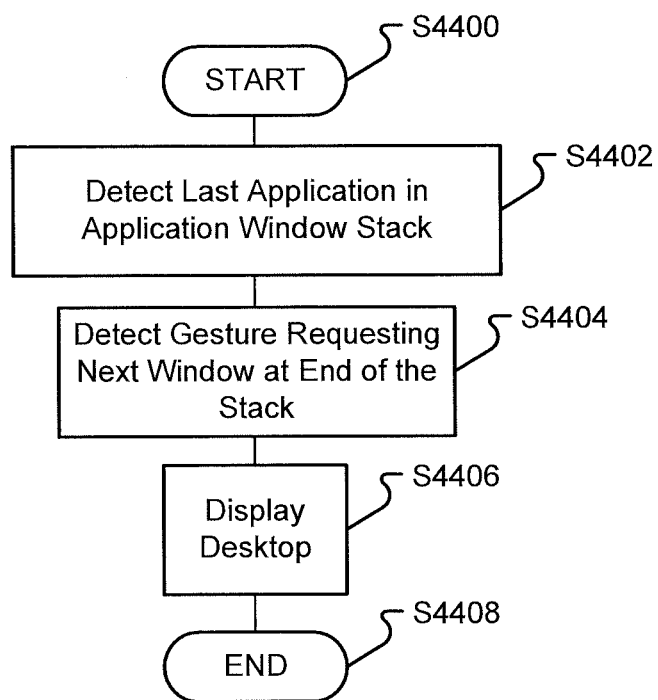 S4400
START
S4402
Detect Last Application in
Application Window Stack
S4404
Detect Gesture Requesting
Next Window at End of the
Stack
S4406
Display
Desktop
S4408
END